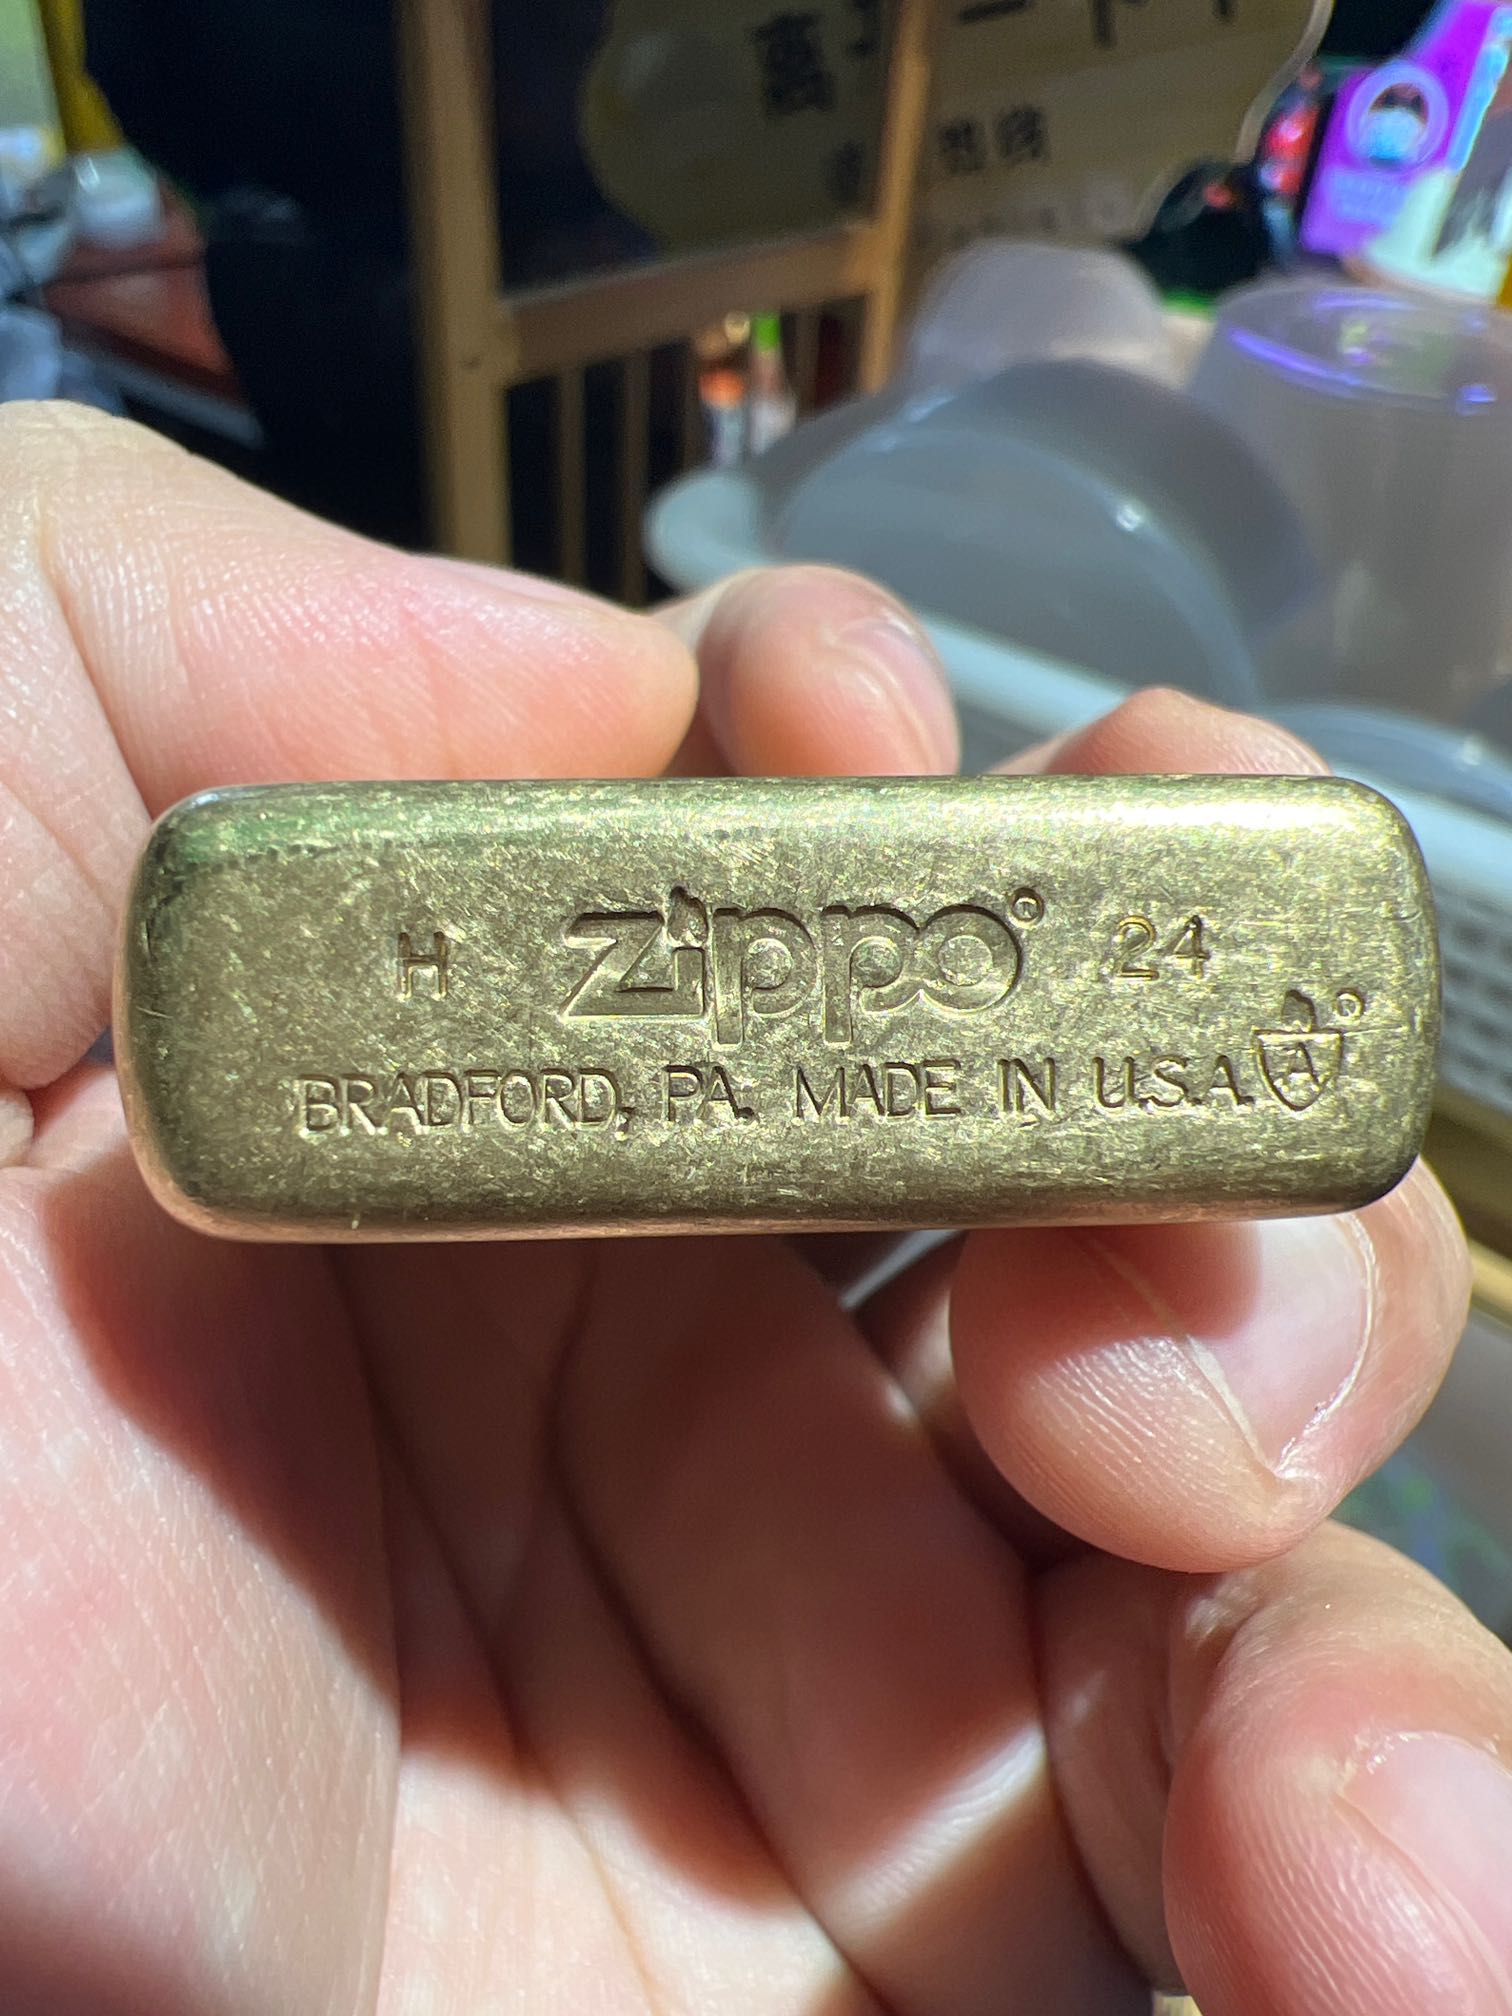 H zippo® 24
BRADFORD, PA. MADE IN U.S.A. A®